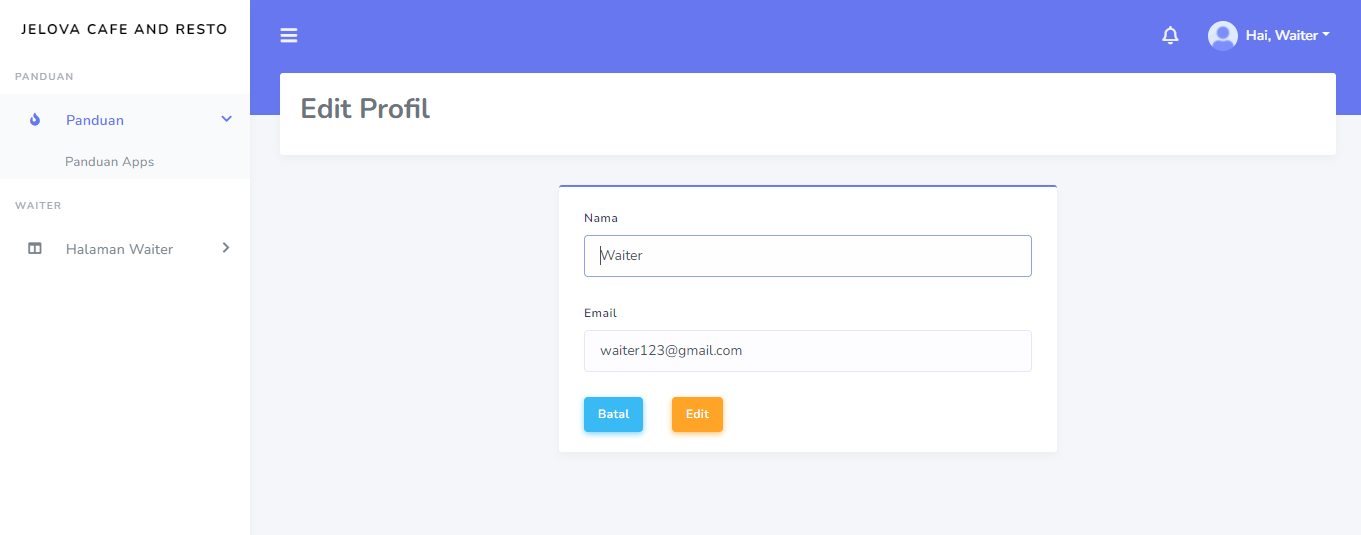 JELOVA CAFE AND RESTO
Hai, Waiter
PANDUAN
Panduan
Panduan Apps
WAITER
Halaman Waiter
Edit Profil
Nama
Waiter
Email
waiter123@gmail.com
Batal Edit